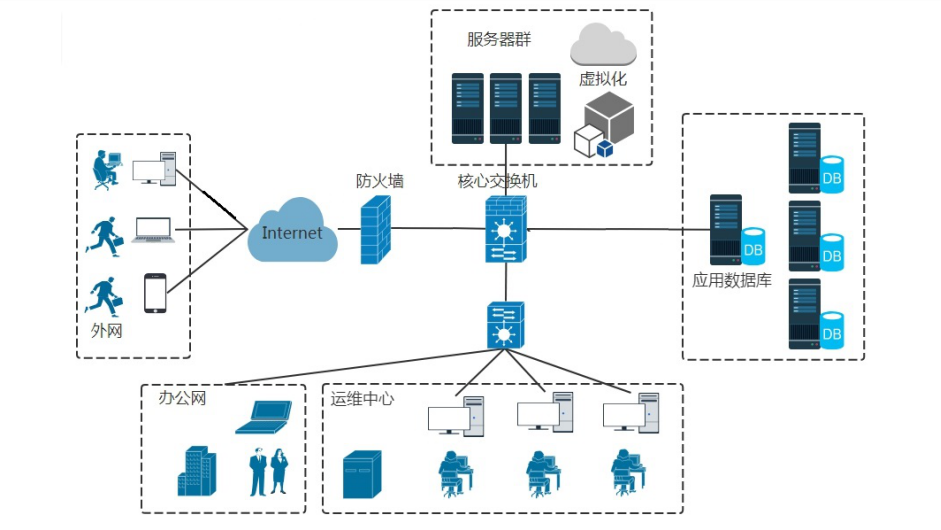 服务器群
虚拟化
防火墙
核心交换机
DB
Internet
DB
DB
应用数据库
外网
DB
办公网
运维中心